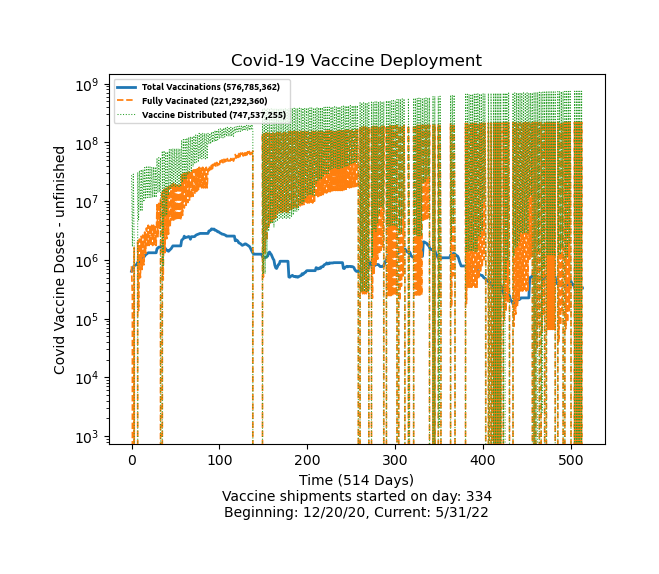 Covid-19 Vaccine Deployment
Total Vaccinations (576,785,362)
Fully Vacinated (221,292,360)
Vaccine Distributed (747,537,255)
Covid Vaccine Doses - unfinished
10⁹
10⁸
10⁷
10⁶
10⁵
10⁴
10³
0 100 200 300 400 500
Time (514 Days)
Vaccine shipments started on day: 334
Beginning: 12/20/20, Current: 5/31/22